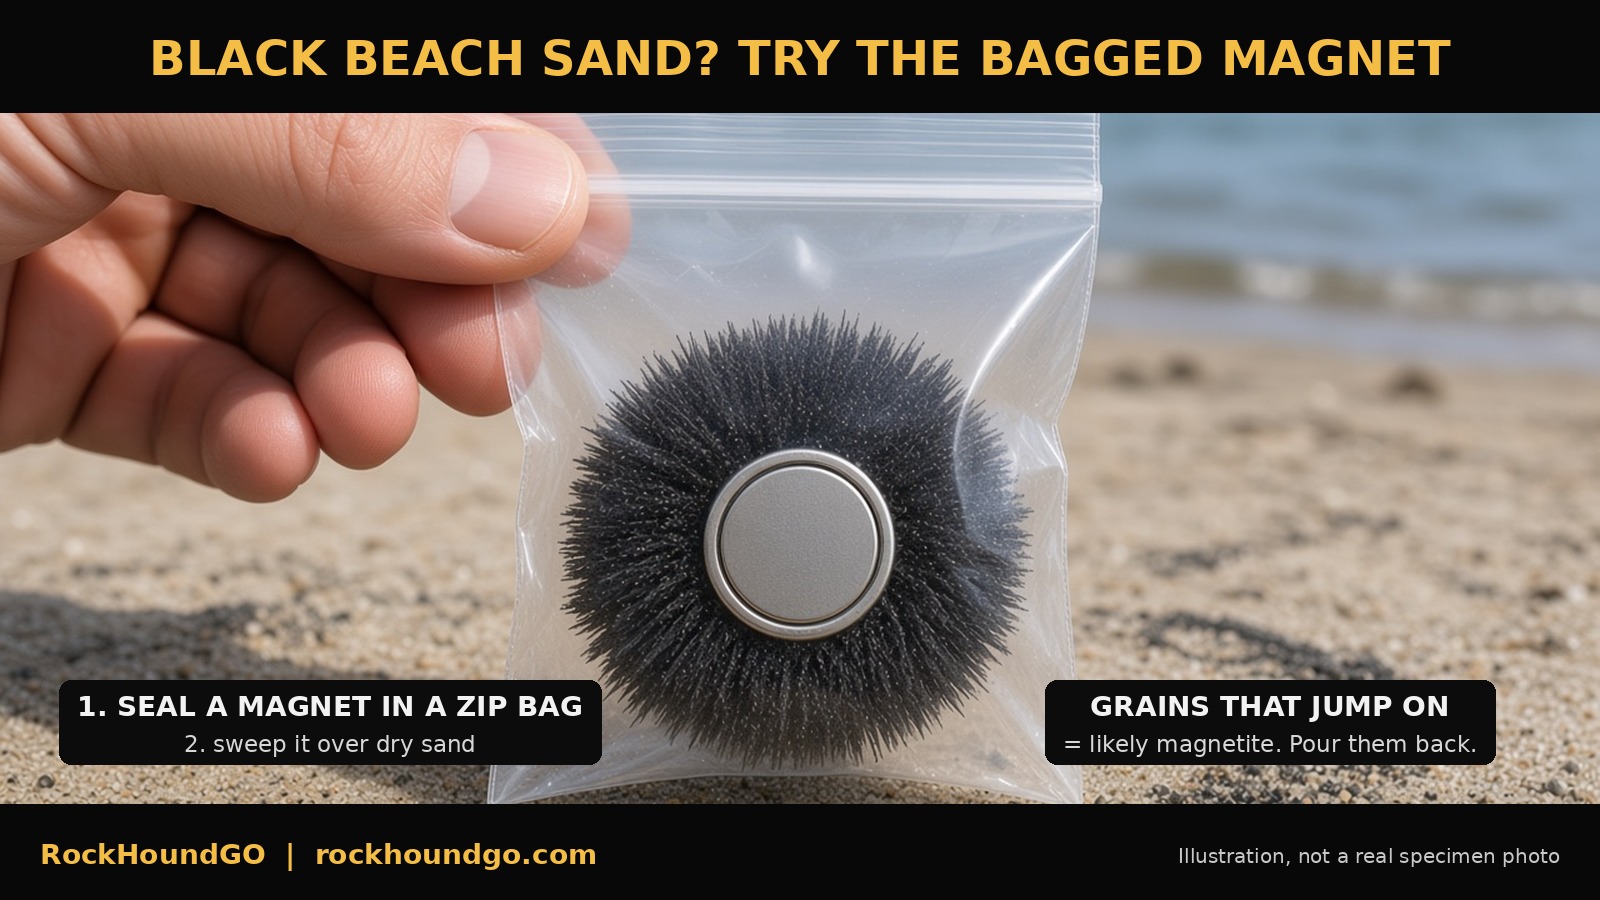 BLACK BEACH SAND? TRY THE BAGGED MAGNET
1. SEAL A MAGNET IN A ZIP BAG
2. sweep it over dry sand
GRAINS THAT JUMP ON
= likely magnetite. Pour them back.
RockHoundGO | rockhoundgo.com
Illustration, not a real specimen photo